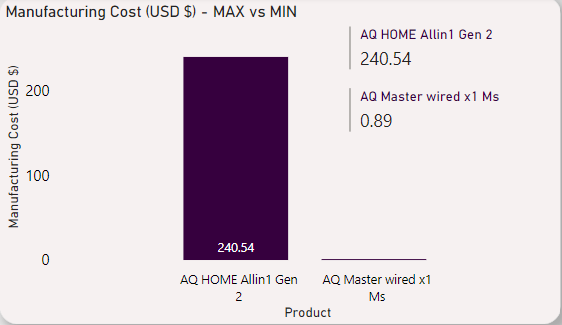 Manufacturing Cost (USD $) - MAX vs MIN
AQ HOME Allin1 Gen 2
240.54
AQ Master wired x1 Ms
0.89
Manufacturing Cost (USD $)
200
100
0
240.54
AQ HOME Allin1 Gen
2
AQ Master wired x1
Ms
Product